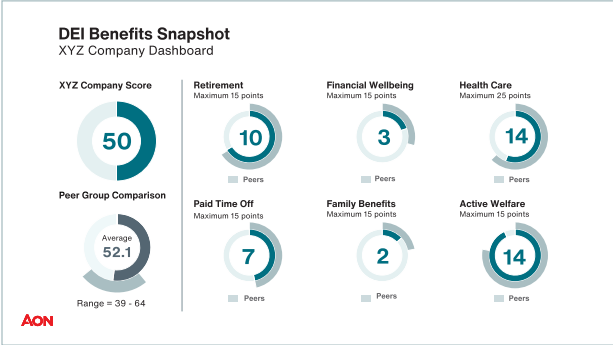 DEI Benefits Snapshot
XYZ Company Dashboard
XYZ Company Score
50
Peer Group Comparison
Average
52.1
Range = 39 - 64
Retirement
Maximum 15 points
10
Peers
Financial Wellbeing
Maximum 15 points
3
Peers
Health Care
Maximum 25 points
14
Peers
Paid Time Off
Maximum 15 points
7
Peers
Family Benefits
Maximum 15 points
2
Peers
Active Welfare
Maximum 15 points
14
Peers
AON